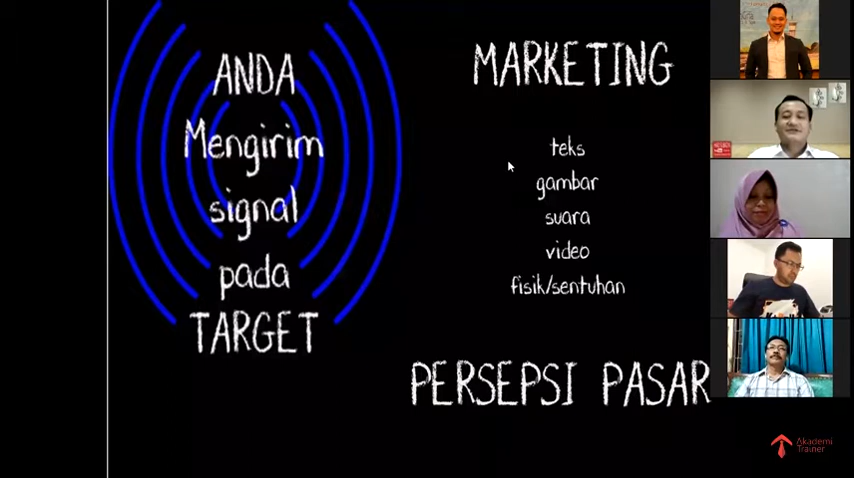 ANDA
Mengirim
signal
pada
TARGET
MARKETING
teks
gambar
suara
video
fisik/sentuhan
PERSEPSI PASAR
Akademi
Trainer